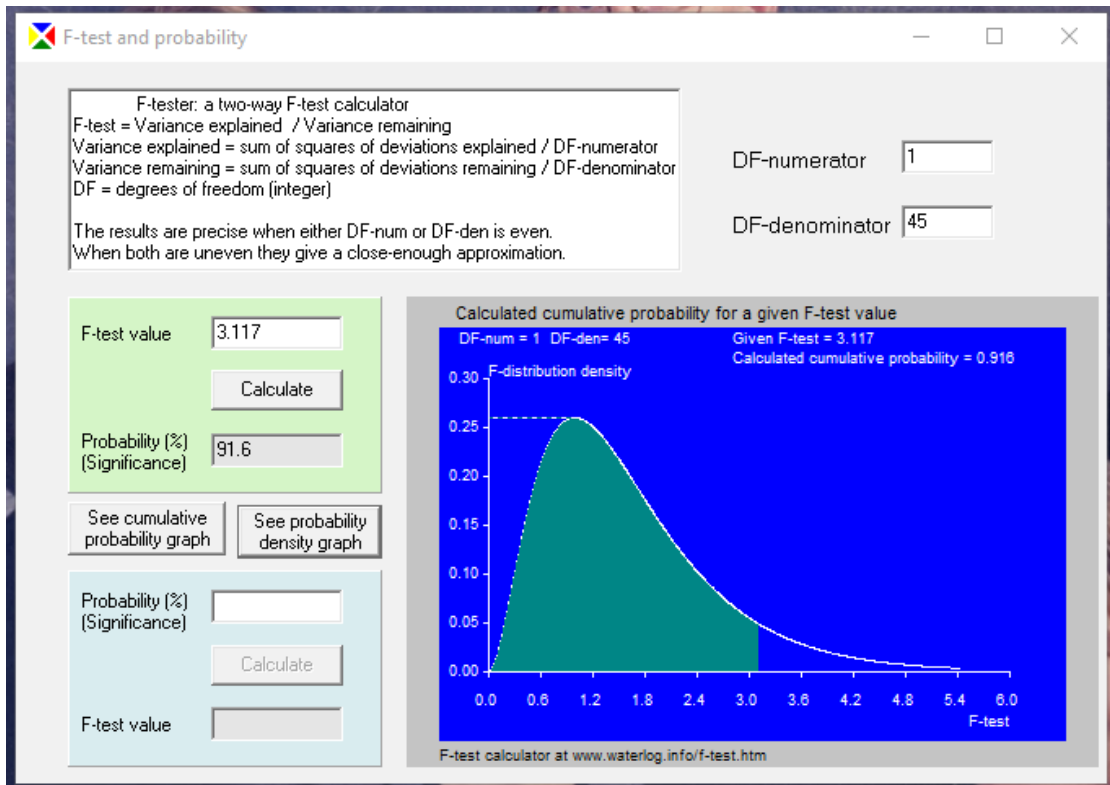 F-test and probability
F-tester: a two-way F-test calculator
F-test = Variance explained / Variance remaining
Variance explained = sum of squares of deviations explained / DF-numerator
Variance remaining = sum of squares of deviations remaining / DF-denominator
DF = degrees of freedom (integer)
The results are precise when either DF-num or DF-den is even.
When both are uneven they give a close-enough approximation.
DF-numerator 1
DF-denominator 45
F-test value 3.117
Calculate
Probability (%)
(Significance) 91.6
See cumulative
probability graph
See probability
density graph
Probability (%)
(Significance)
Calculate
F-test value
Calculated cumulative probability for a given F-test value
DF-num = 1 DF-den= 45
Given F-test = 3.117
Calculated cumulative probability = 0.916
F-distribution density
0.30
0.25
0.20
0.15
0.10
0.05
0.00
0.0 0.6 1.2 1.8 2.4 3.0 3.6 4.2 4.8 5.4 6.0
F-test
F-test calculator at www.waterlog.info/f-test.htm